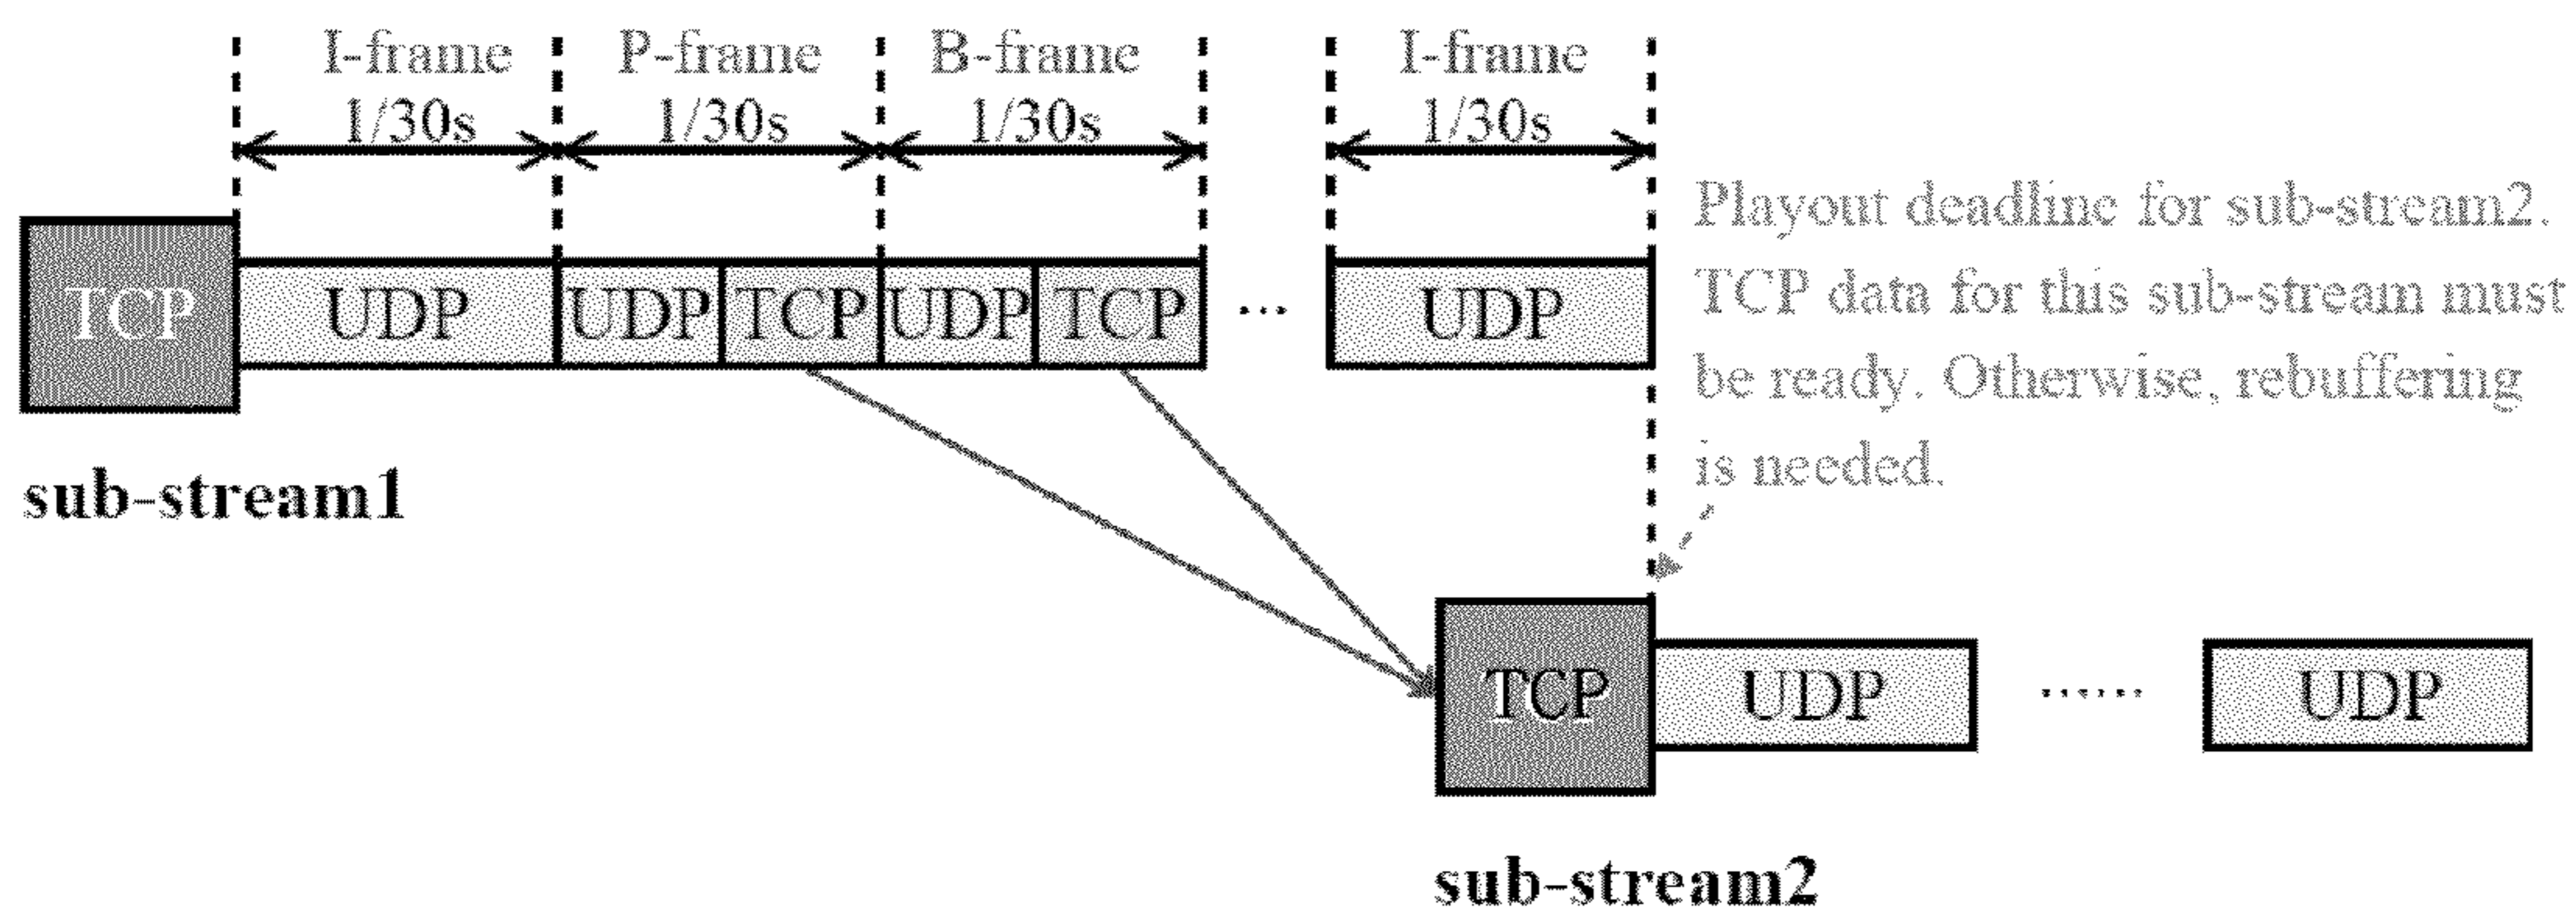 I-frame P-frame B-frame I-frame
1/30s 1/30s 1/30s 1/30s
TCP UDP UDP TCP UDP TCP ... UDP
Playout deadline for sub-stream2.
TCP data for this sub-stream must
be ready. Otherwise, rebuffering
is needed.
sub-stream1
TCP UDP ...... UDP
sub-stream2